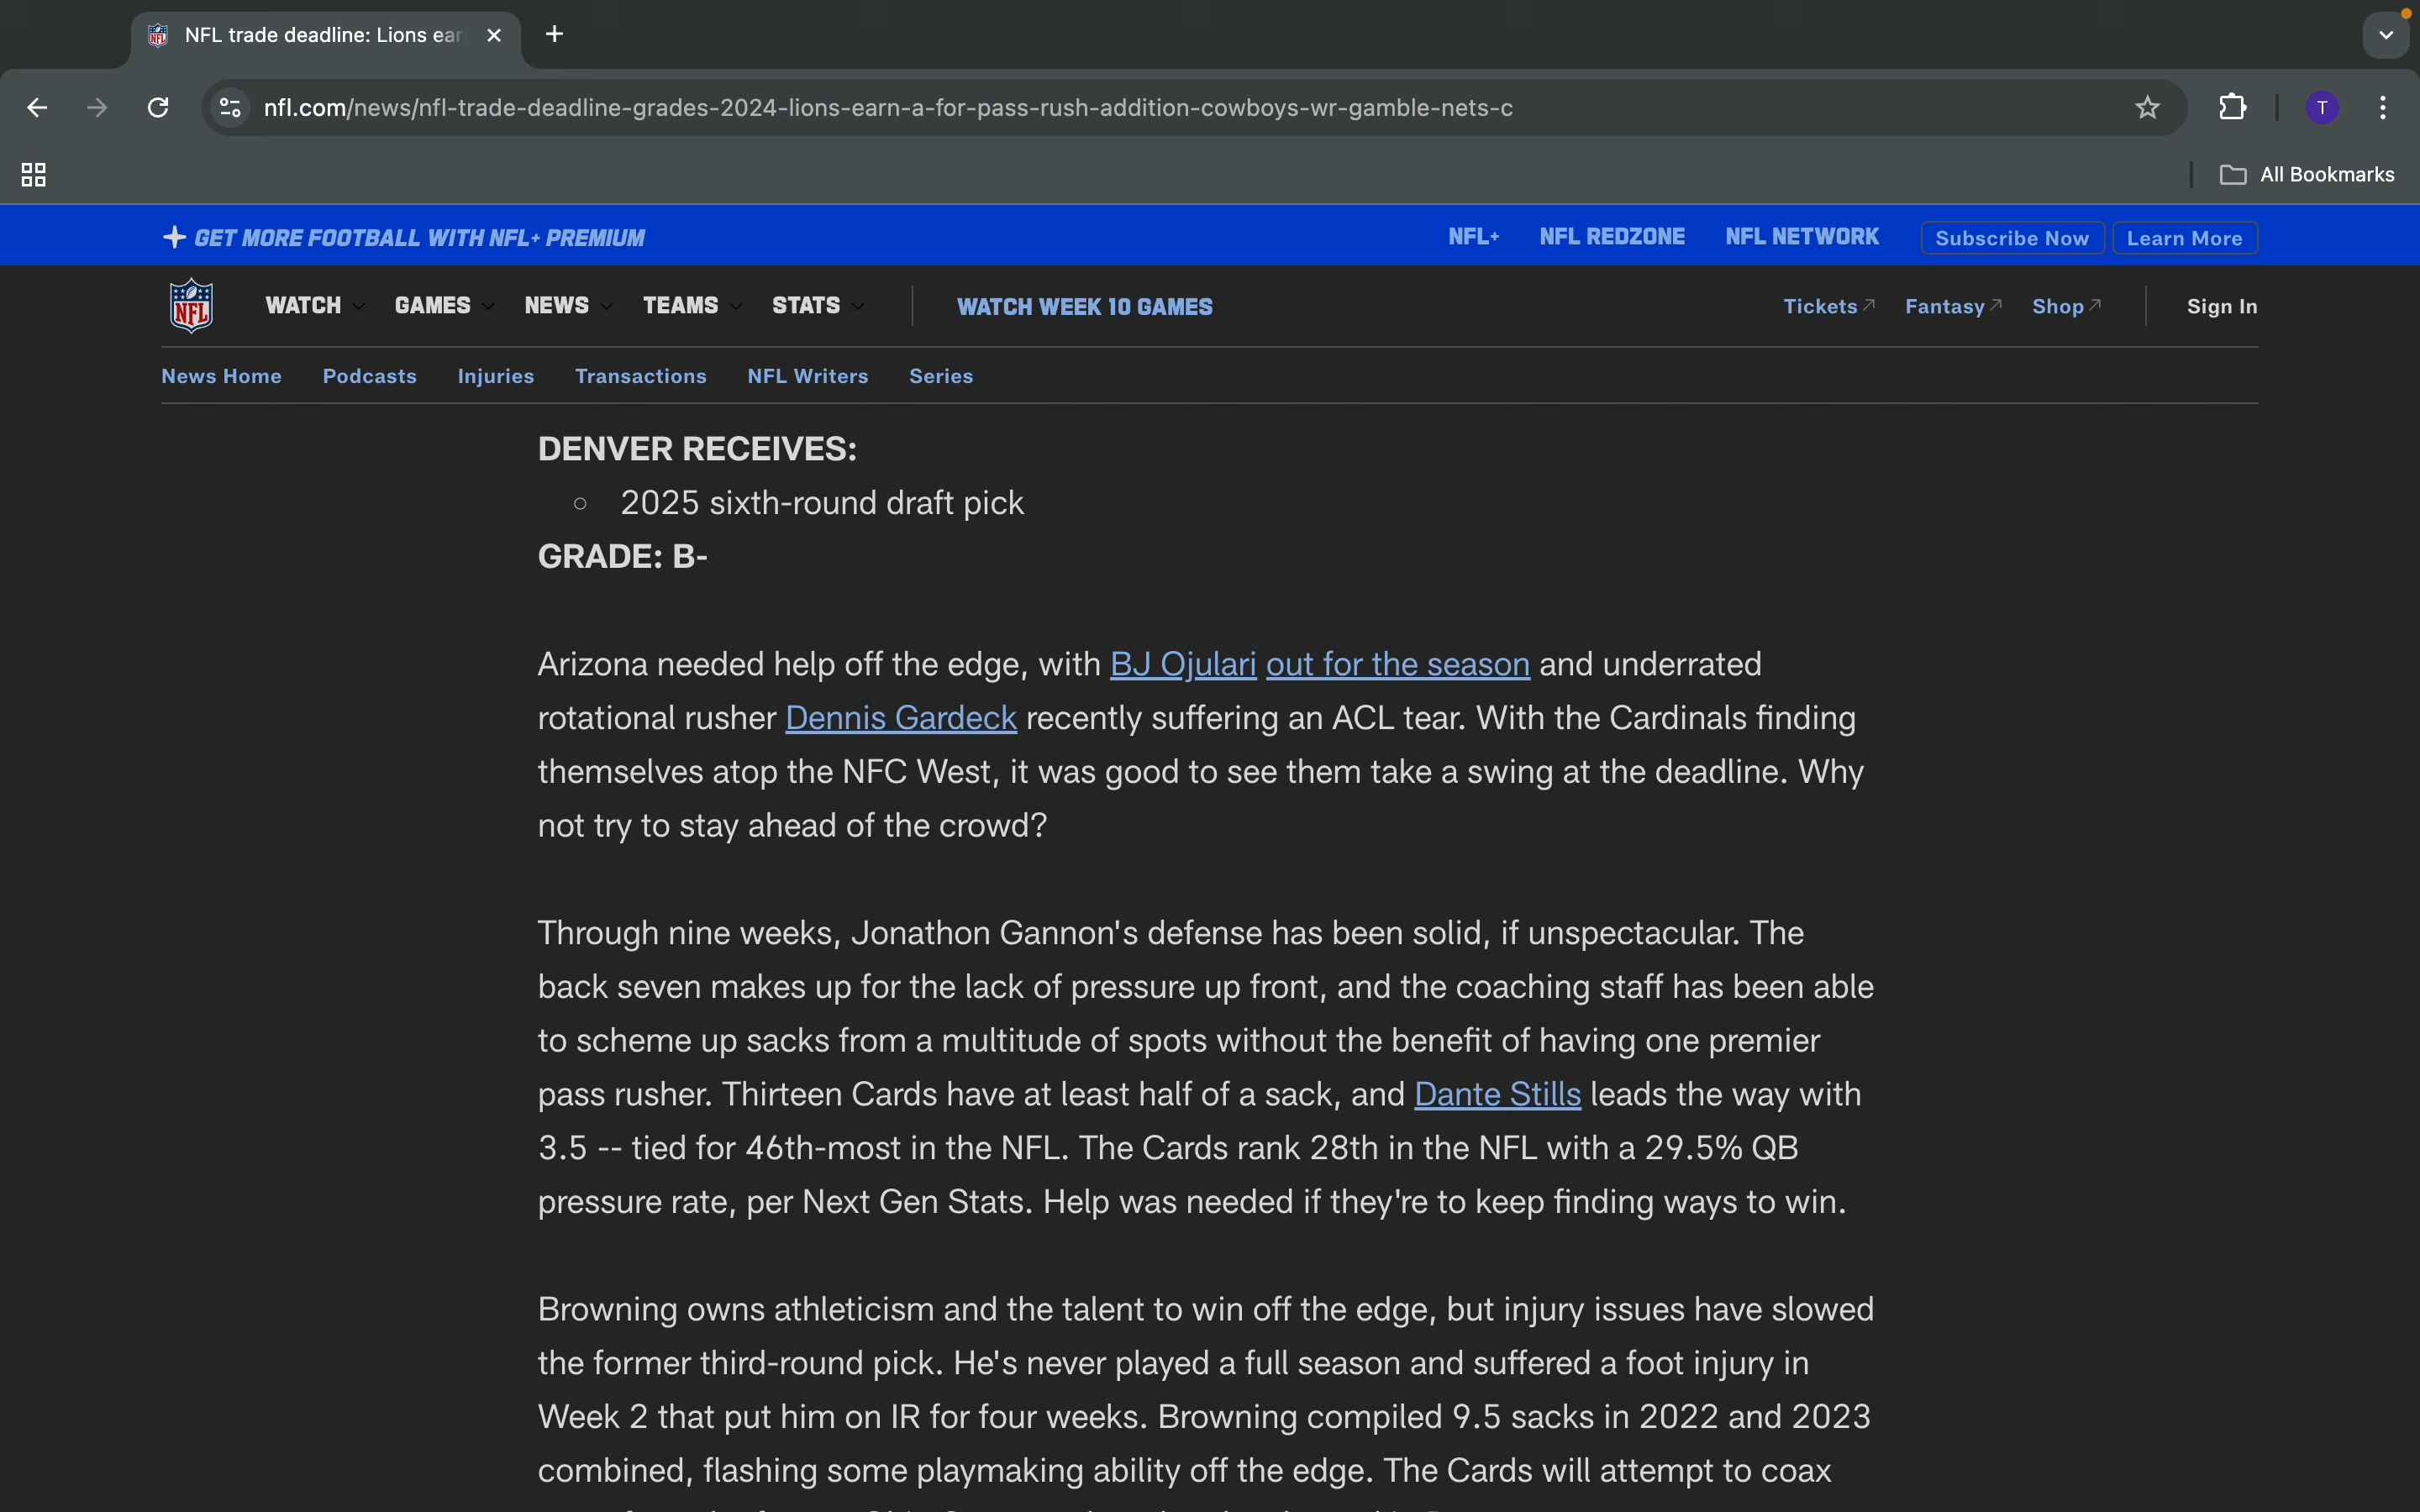 NFL trade deadline: Lions ear
nfl.com/news/nfl-trade-deadline-grades-2024-lions-earn-a-for-pass-rush-addition-cowboys-wr-gamble-nets-c
T
All Bookmarks
GET MORE FOOTBALL WITH NFL+ PREMIUM
NFL+ NFL REDZONE NFL NETWORK Subscribe Now Learn More
NFL WATCH GAMES NEWS TEAMS STATS WATCH WEEK 10 GAMES Tickets Fantasy Shop Sign In
News Home Podcasts Injuries Transactions NFL Writers Series
DENVER RECEIVES:
2025 sixth-round draft pick
GRADE: B-
Arizona needed help off the edge, with BJ Ojulari out for the season and underrated
rotational rusher Dennis Gardeck recently suffering an ACL tear. With the Cardinals finding
themselves atop the NFC West, it was good to see them take a swing at the deadline. Why
not try to stay ahead of the crowd?
Through nine weeks, Jonathon Gannon's defense has been solid, if unspectacular. The
back seven makes up for the lack of pressure up front, and the coaching staff has been able
to scheme up sacks from a multitude of spots without the benefit of having one premier
pass rusher. Thirteen Cards have at least half of a sack, and Dante Stills leads the way with
3.5 -- tied for 46th-most in the NFL. The Cards rank 28th in the NFL with a 29.5% QB
pressure rate, per Next Gen Stats. Help was needed if they're to keep finding ways to win.
Browning owns athleticism and the talent to win off the edge, but injury issues have slowed
the former third-round pick. He's never played a full season and suffered a foot injury in
Week 2 that put him on IR for four weeks. Browning compiled 9.5 sacks in 2022 and 2023
combined, flashing some playmaking ability off the edge. The Cards will attempt to coax